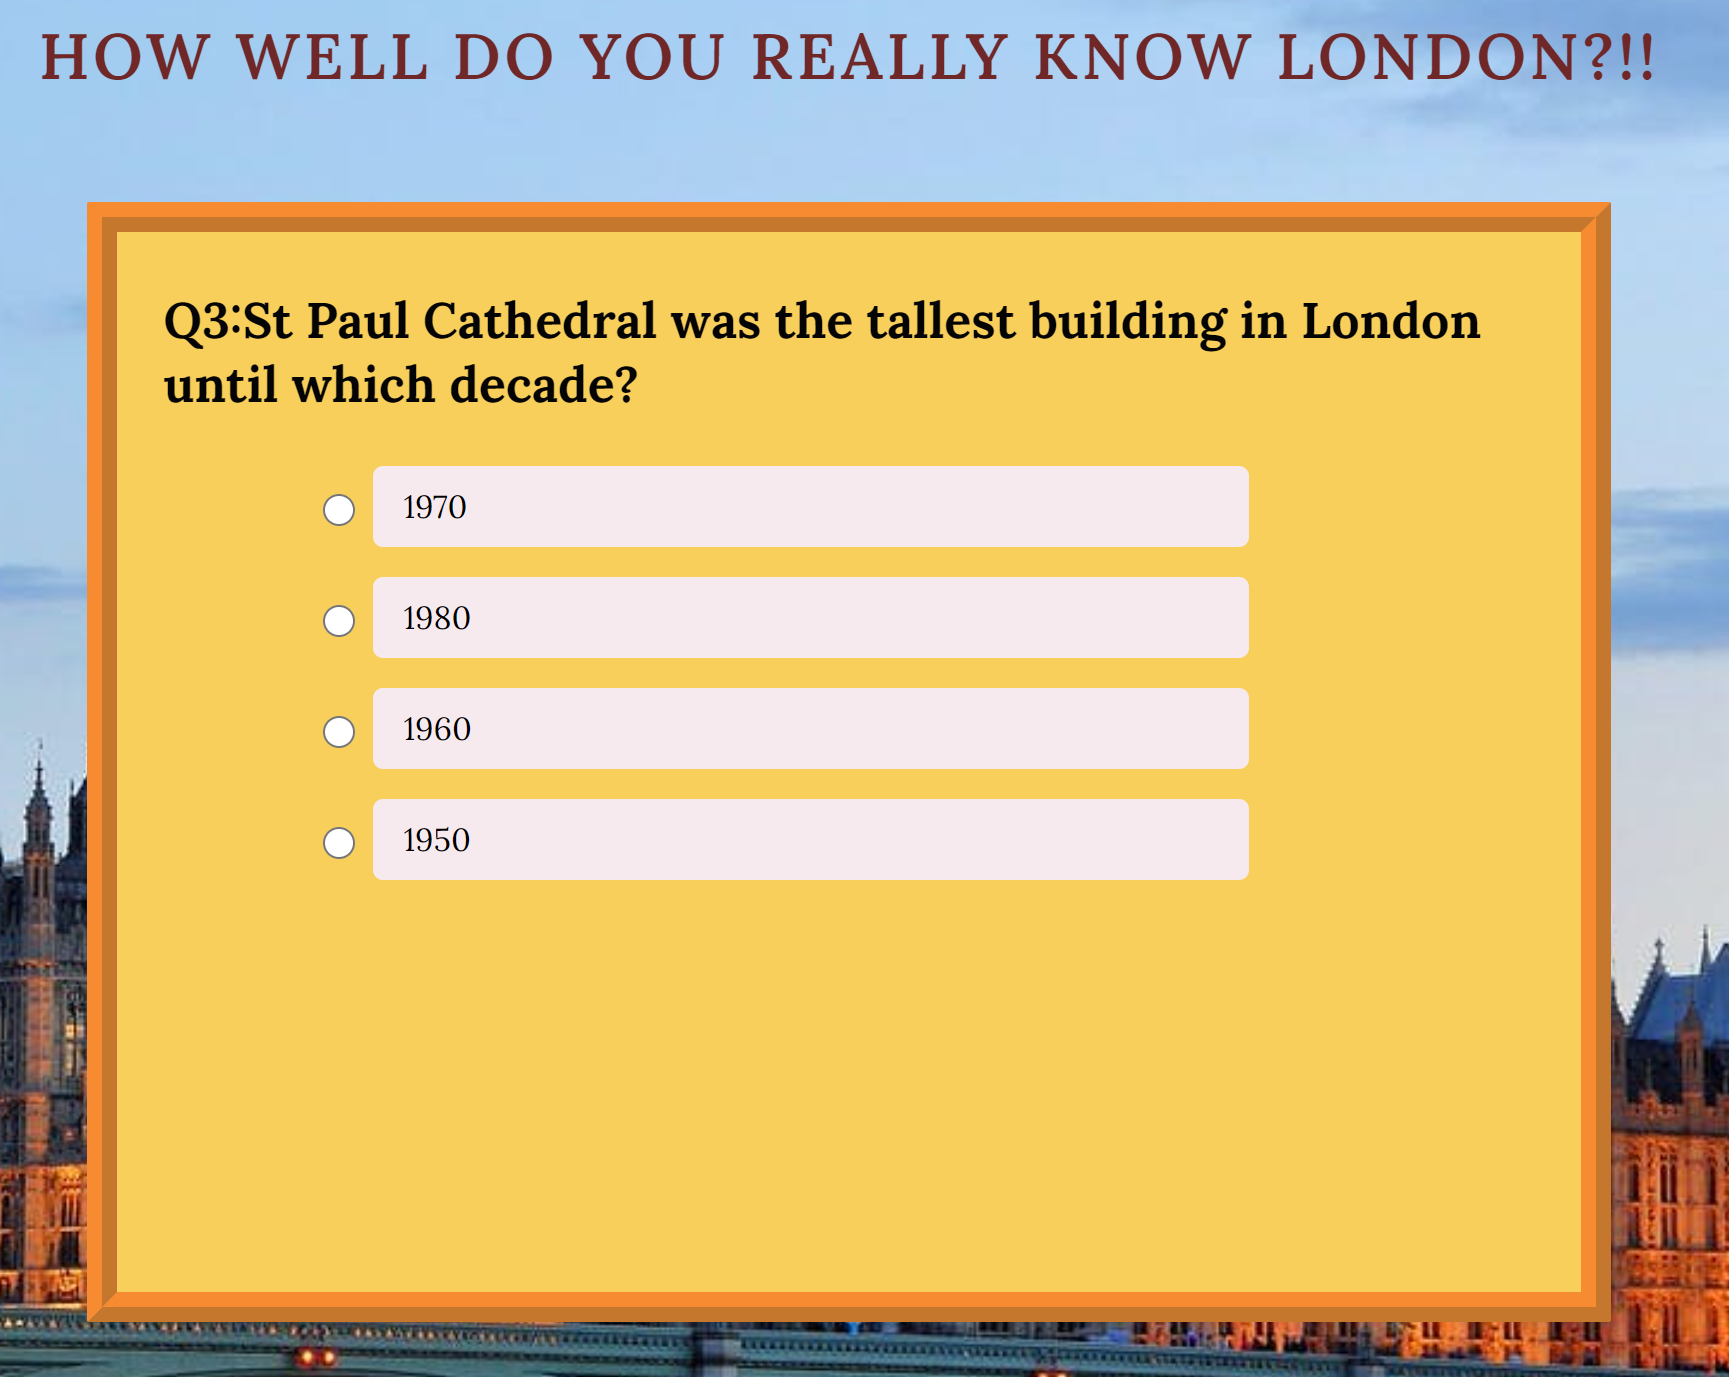 HOW WELL DO YOU REALLY KNOW LONDON?!!
Q3:St Paul Cathedral was the tallest building in London
until which decade?
1970
1980
1960
1950